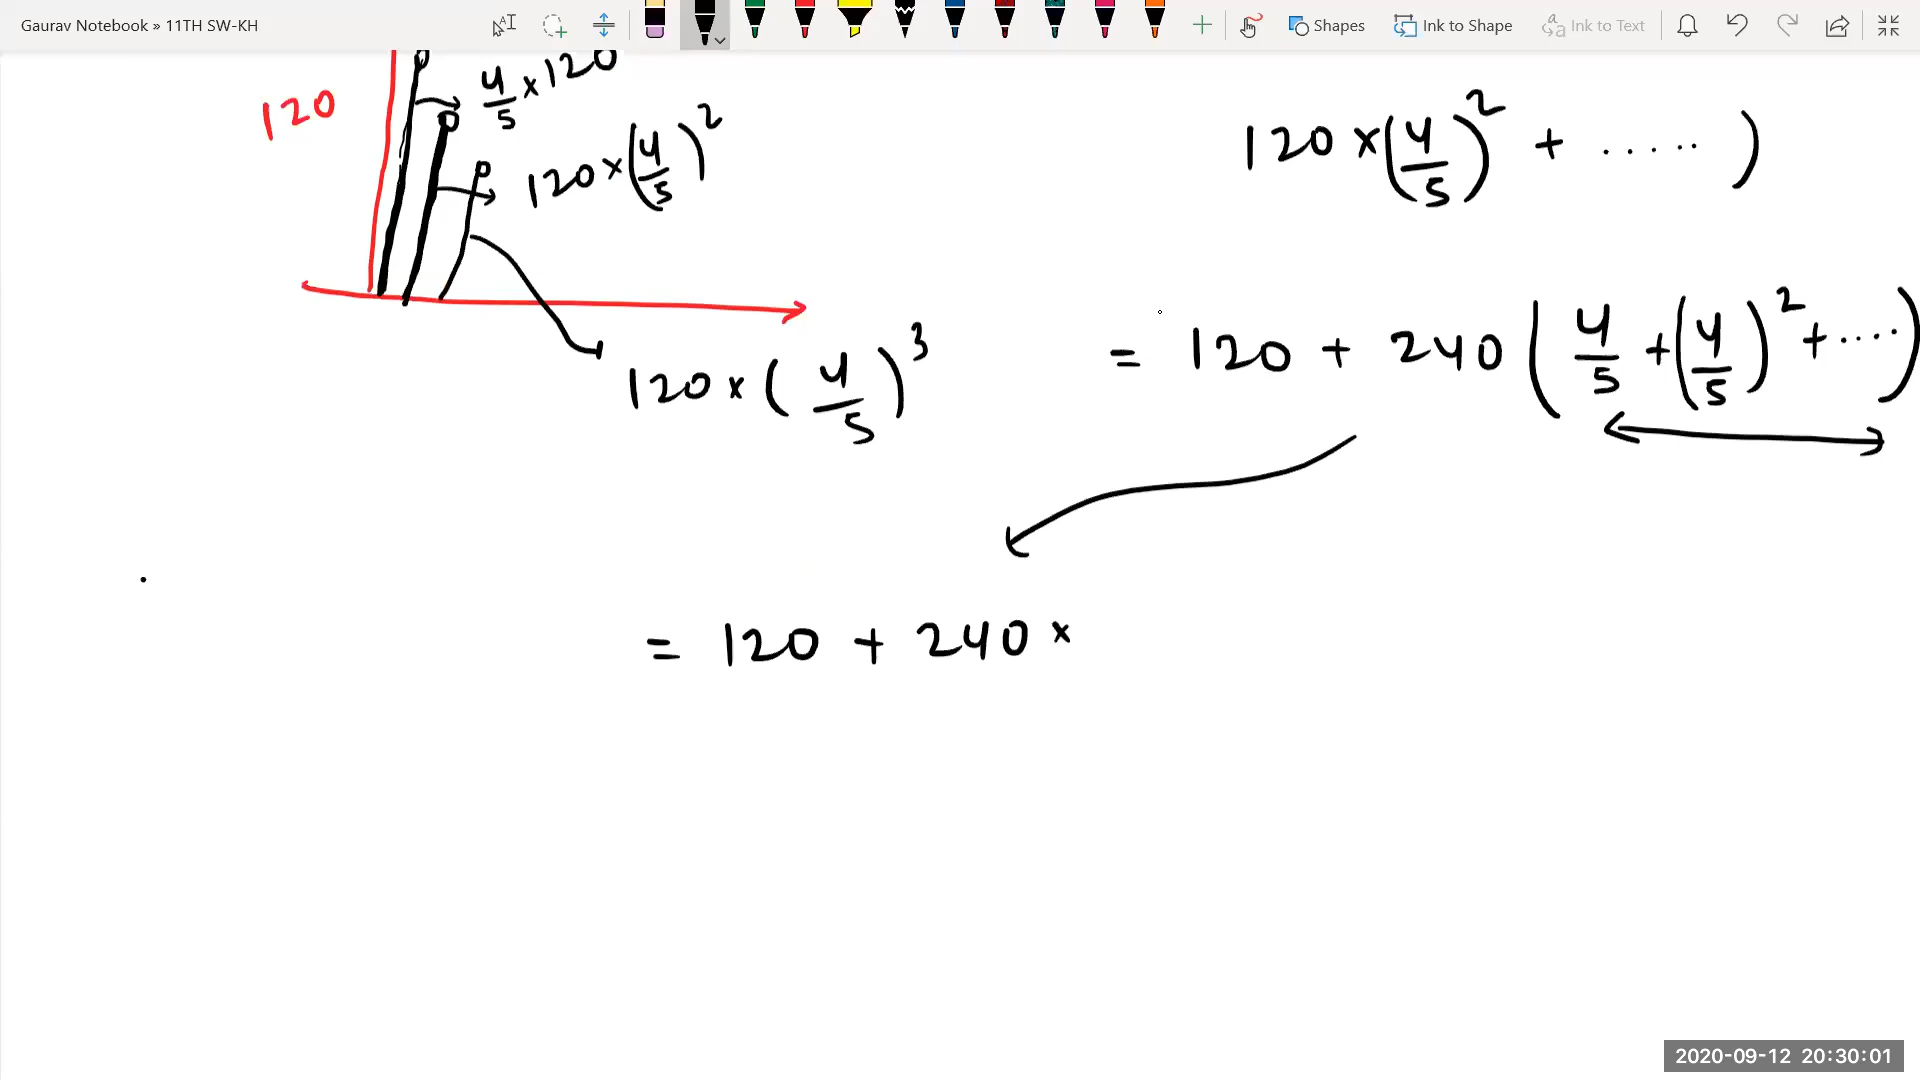 Gaurav Notebook » 11TH SW-KH
Shapes
Ink to Shape
Ink to Text
120
4/5 × 120
120 × (4/5)²
120 × (4/5)³
120 × (4/5)² + ..... )
= 120 + 240 ( 4/5 + (4/5)² + .... )
= 120 + 240 ×
2020-09-12 20:30:01